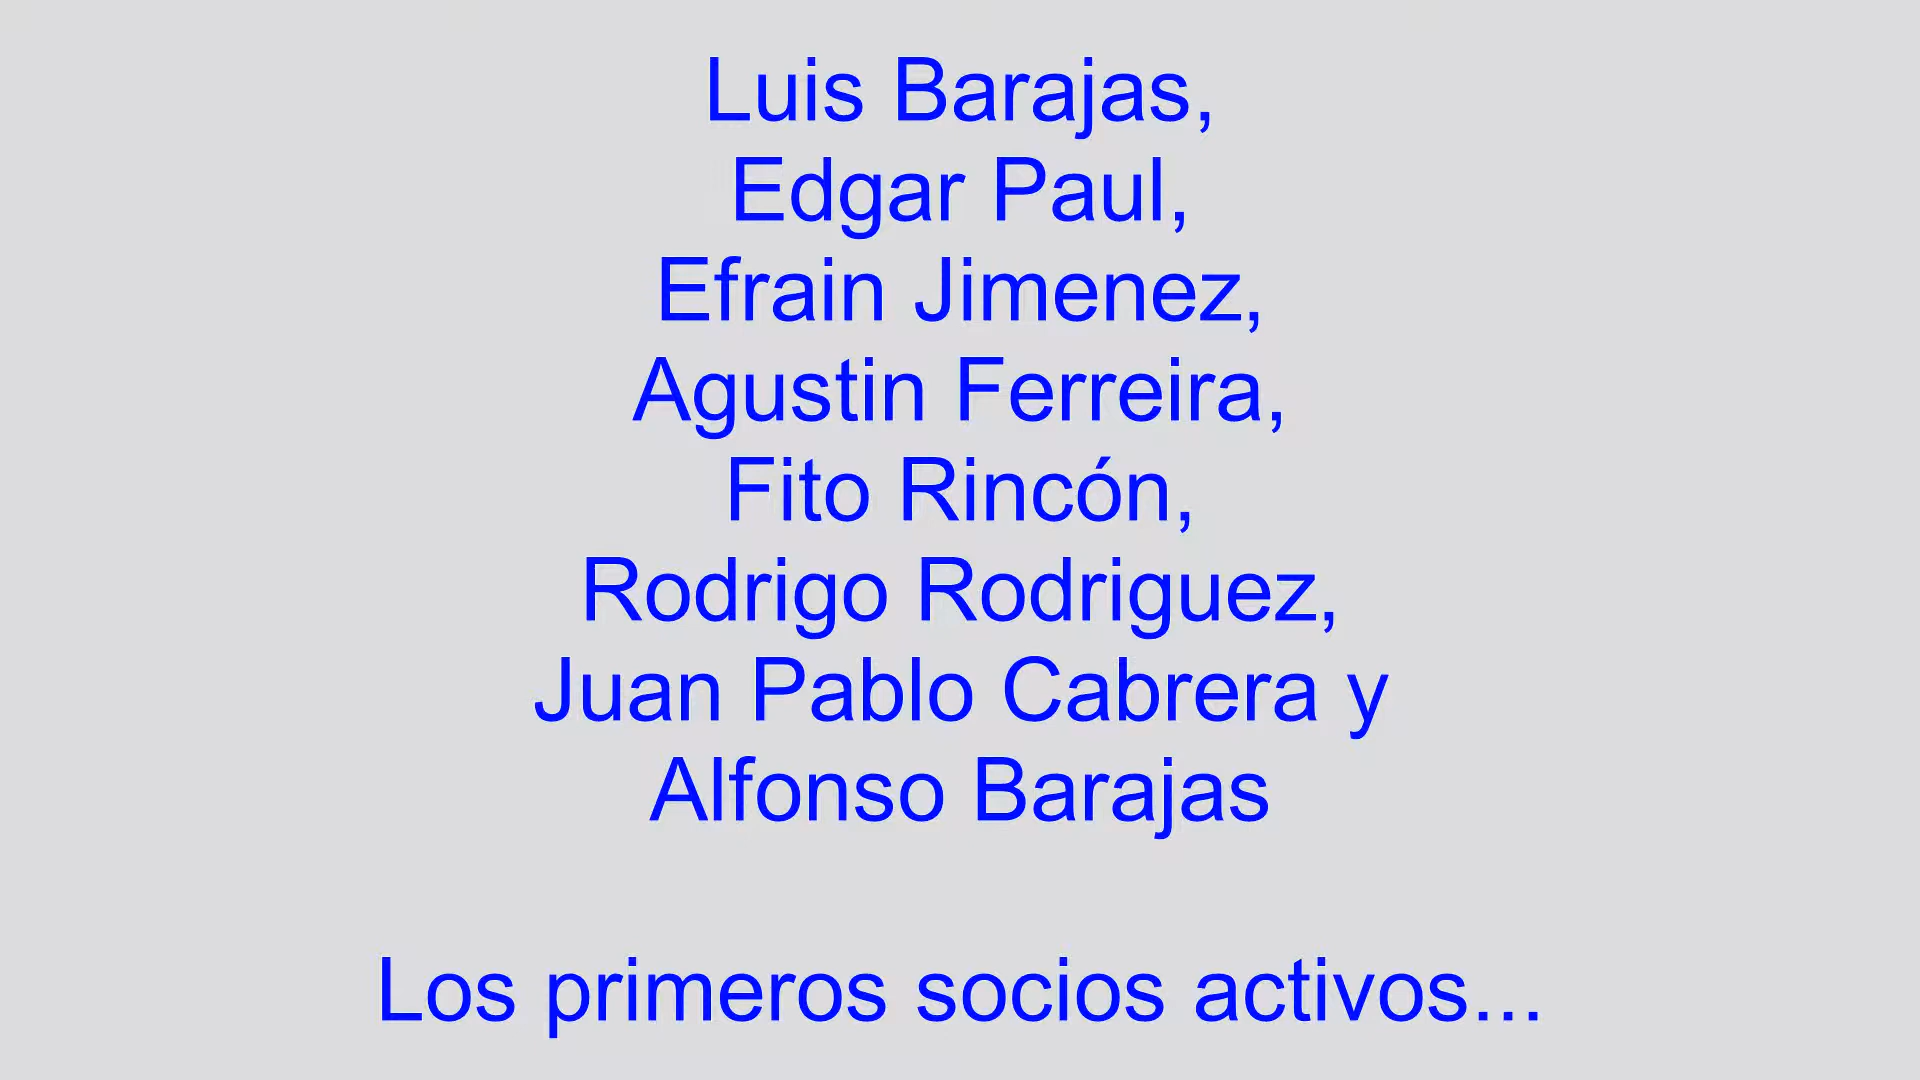 Luis Barajas,
Edgar Paul,
Efrain Jimenez,
Agustin Ferreira,
Fito Rincón,
Rodrigo Rodriguez,
Juan Pablo Cabrera y
Alfonso Barajas
Los primeros socios activos...